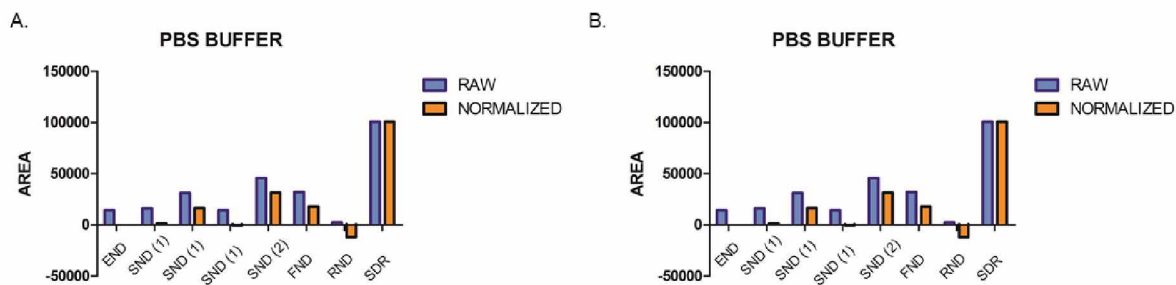 A.
PBS BUFFER
150000
100000
50000
0
-50000
AREA
END
SND (1)
SND (1)
SND (1)
SND (2)
FND
RND
SDR
RAW
NORMALIZED
B.
PBS BUFFER
150000
100000
50000
0
-50000
AREA
END
SND (1)
SND (1)
SND (1)
SND (2)
FND
RND
SDR
RAW
NORMALIZED